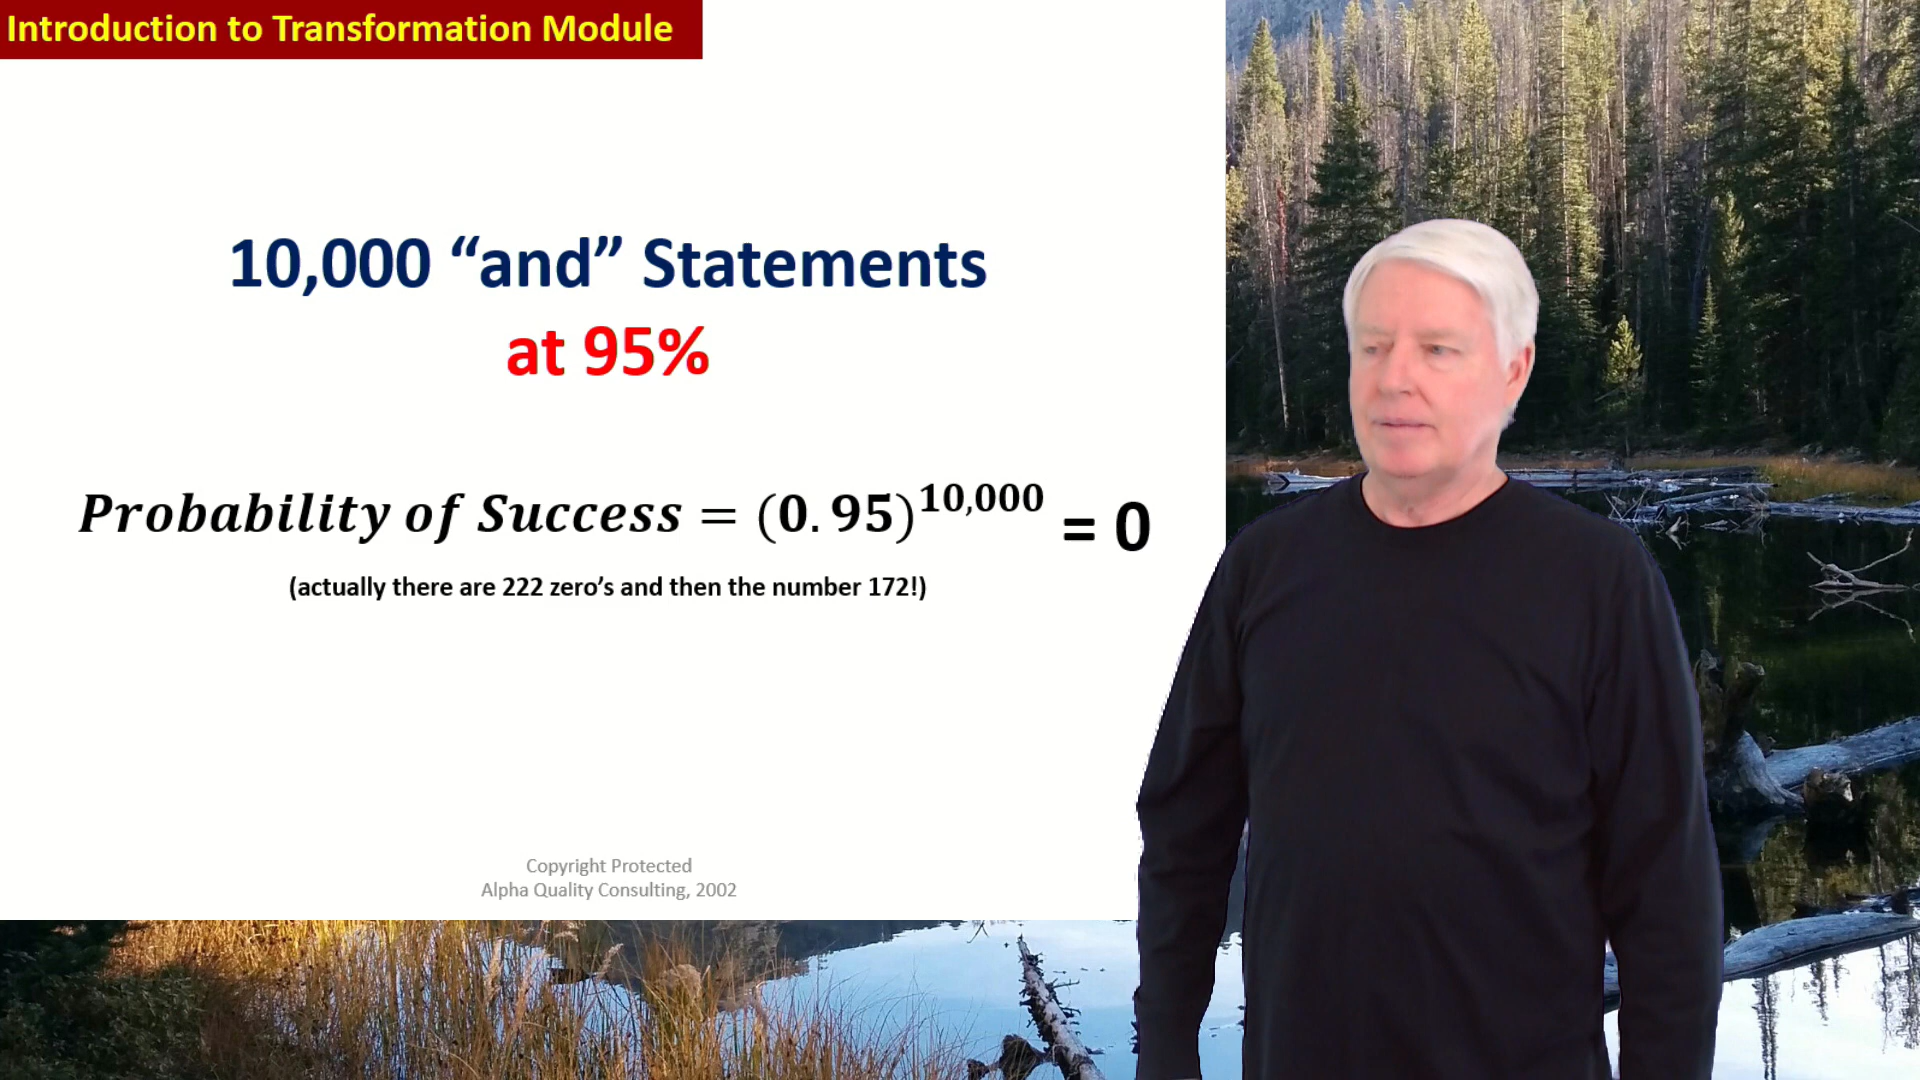 Introduction to Transformation Module
10,000 “and” Statements
at 95%
Probability of Success = (0.95)^10,000 = 0
(actually there are 222 zero’s and then the number 172!)
Copyright Protected
Alpha Quality Consulting, 2002